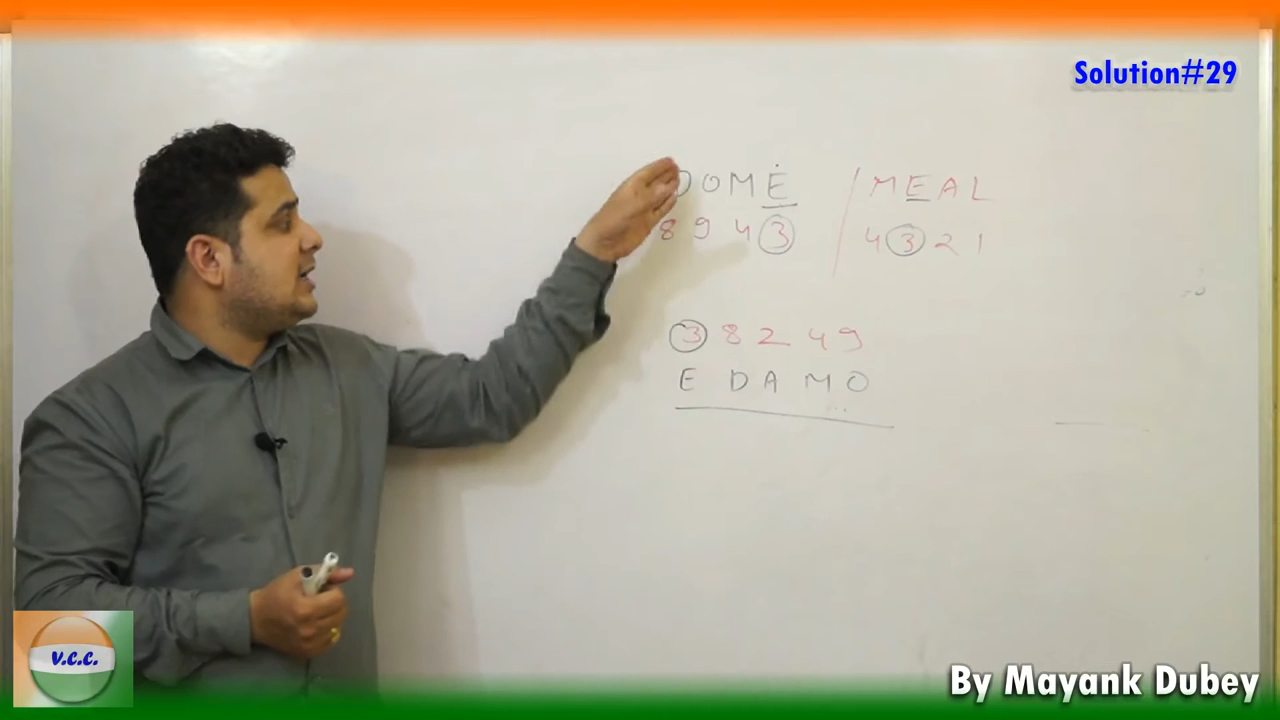 Solution#29
DOME / MEAL
8 9 4 3 4 3 2 1
3 8 2 4 9
E D A M O
V.C.C.
By Mayank Dubey